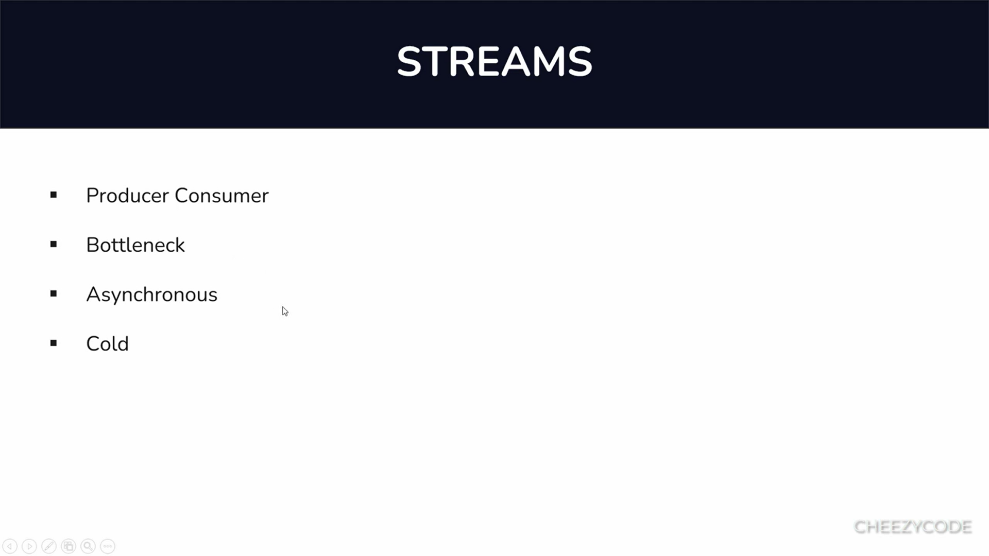 STREAMS
Producer Consumer
Bottleneck
Asynchronous
Cold
CHEEZYCODE